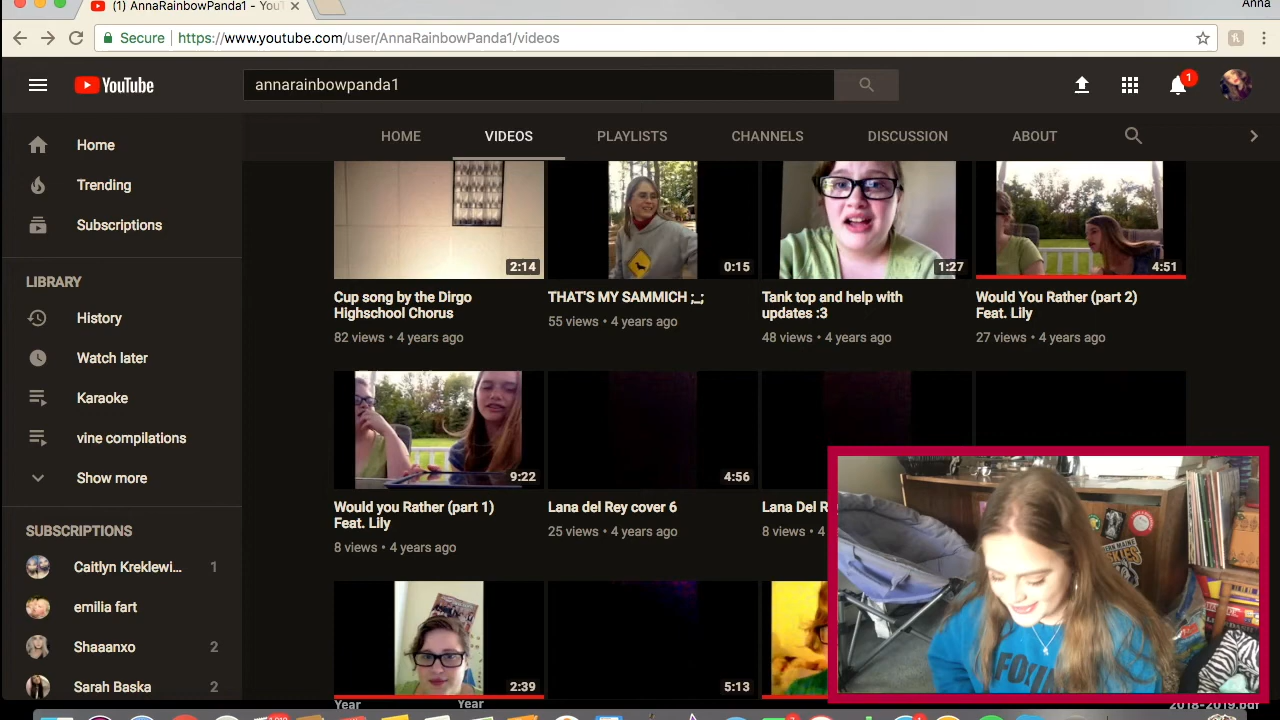 (1) AnnaRainbowPanda1 - You
Anna
Secure
https://www.youtube.com/user/AnnaRainbowPanda1/videos
YouTube
annarainbowpanda1
1
HOME
VIDEOS
PLAYLISTS
CHANNELS
DISCUSSION
ABOUT
Home
Trending
Subscriptions
LIBRARY
History
Watch later
Karaoke
vine compilations
Show more
SUBSCRIPTIONS
Caitlyn Kreklewi... 1
emilia fart
Shaaanxo 2
Sarah Baska 2
2:14
0:15
1:27
4:51
Cup song by the Dirgo
Highschool Chorus
82 views • 4 years ago
THAT'S MY SAMMICH ;_;
55 views • 4 years ago
Tank top and help with
updates :3
48 views • 4 years ago
Would You Rather (part 2)
Feat. Lily
27 views • 4 years ago
9:22
4:56
Would you Rather (part 1)
Feat. Lily
8 views • 4 years ago
Lana del Rey cover 6
25 views • 4 years ago
Lana Del R
8 views • 4
2:39
5:13
Year
Year
2018-2019.pdf